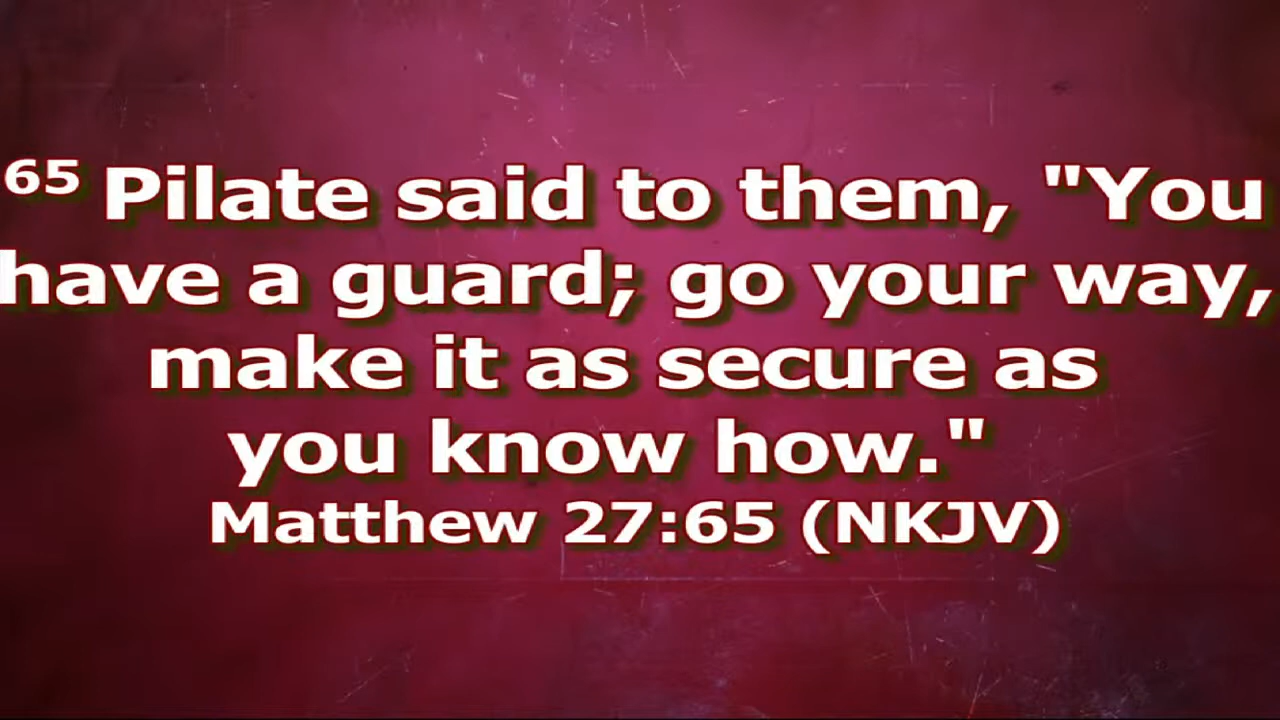 65 Pilate said to them, "You
have a guard; go your way,
make it as secure as
you know how."
Matthew 27:65 (NKJV)